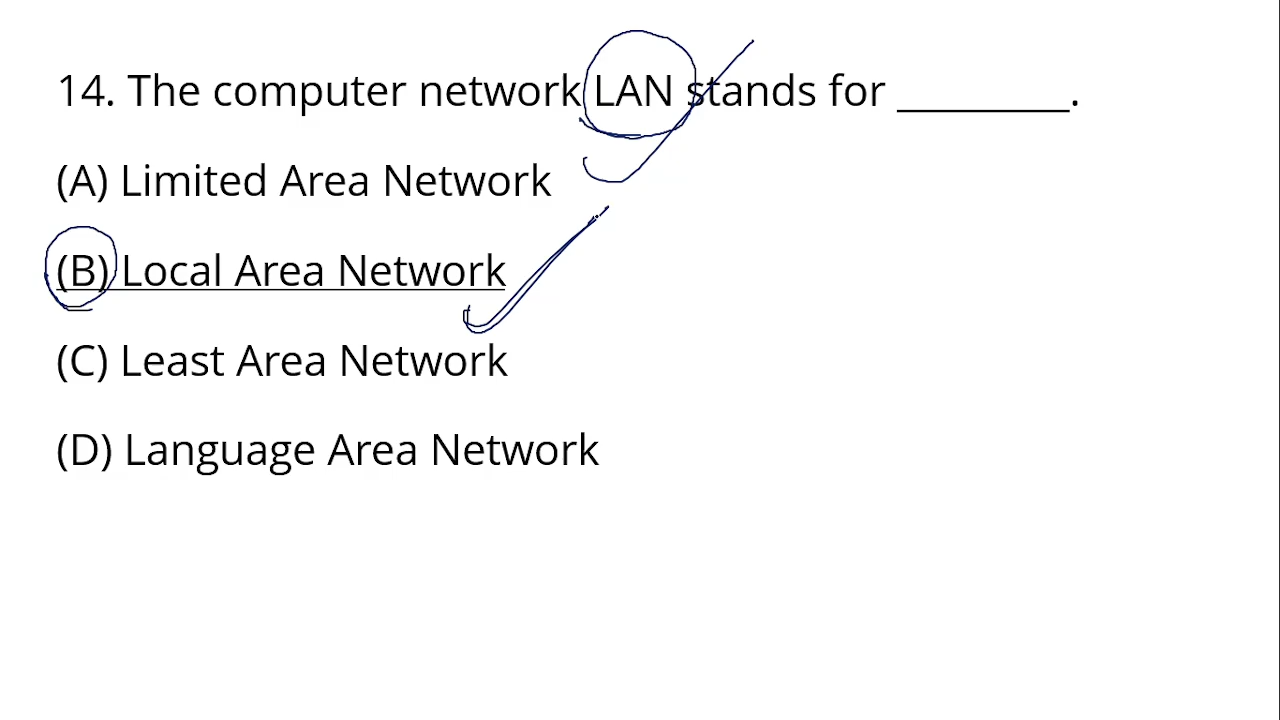 14. The computer network LAN stands for _________.
(A) Limited Area Network
(B) Local Area Network
(C) Least Area Network
(D) Language Area Network